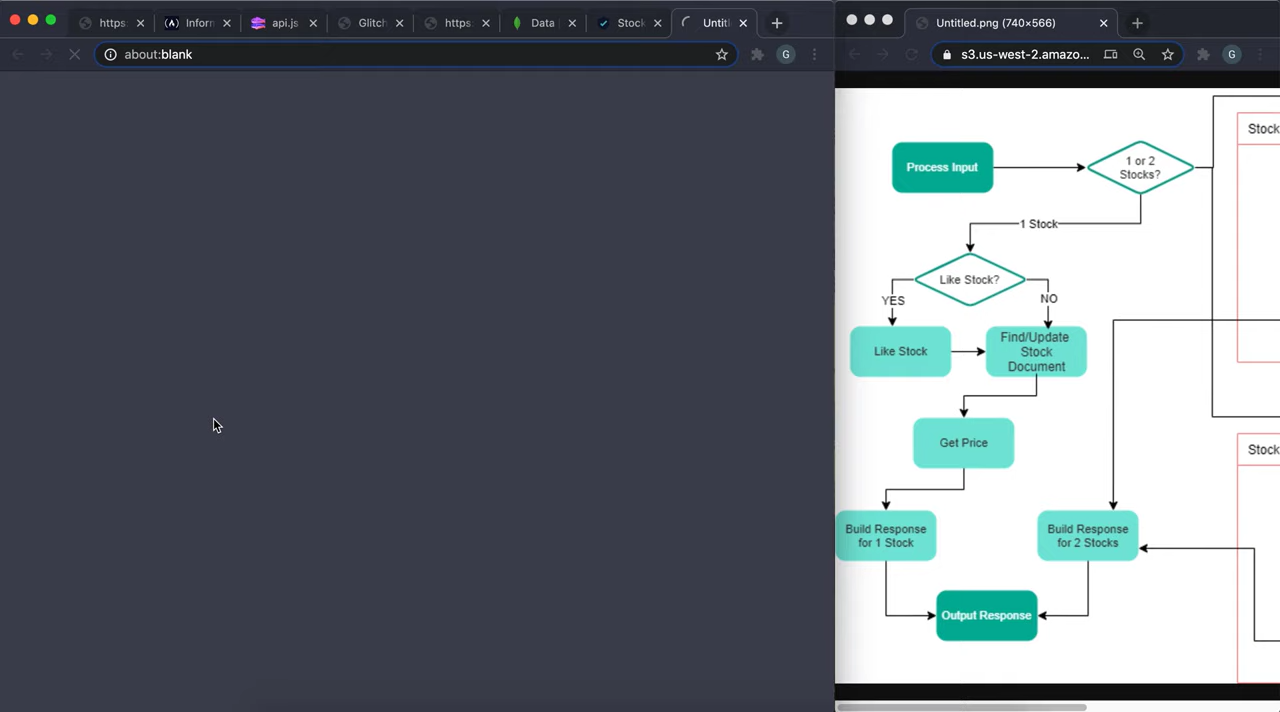 https:
Inform
api.js
Glitch
https:
Data
Stock
Untitl
about:blank
G
Untitled.png (740×566)
s3.us-west-2.amazo...
G
Process Input
1 or 2
Stocks?
Stock
1 Stock
Like Stock?
YES
NO
Like Stock
Find/Update
Stock
Document
Get Price
Stock
Build Response
for 1 Stock
Build Response
for 2 Stocks
Output Response